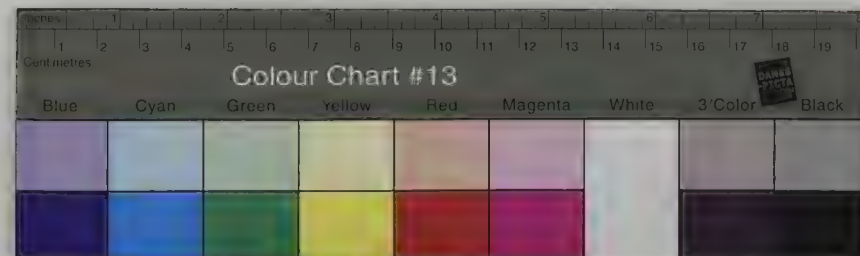 Inches 1 2 3 4 5 6 7
1 2 3 4 5 6 7 8 9 10 11 12 13 14 15 16 17 18 19
Centimetres
Colour Chart #13
DANES
PICTA
Blue Cyan Green Yellow Red Magenta White 3/Color Black